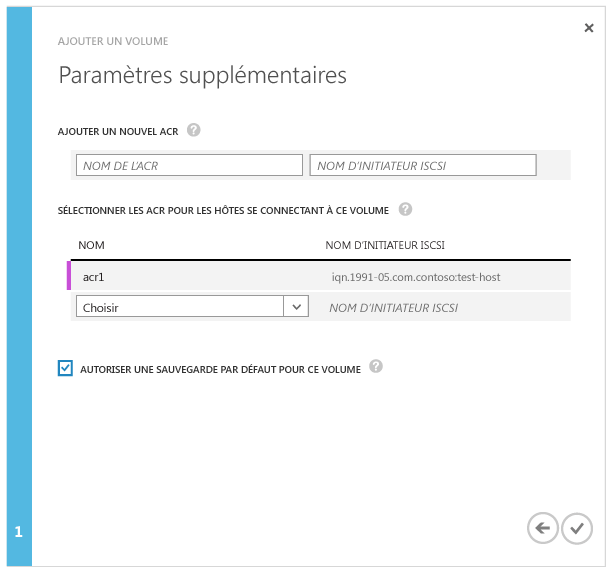 AJOUTER UN VOLUME
Paramètres supplémentaires
AJOUTER UN NOUVEL ACR ?
NOM DE L'ACR NOM D'INITIATEUR ISCSI
SÉLECTIONNER LES ACR POUR LES HÔTES SE CONNECTANT À CE VOLUME ?
NOM NOM D'INITIATEUR ISCSI
acr1 iqn.1991-05.com.contoso:test-host
Choisir NOM D'INITIATEUR ISCSI
AUTORISER UNE SAUVEGARDE PAR DÉFAUT POUR CE VOLUME ?
1